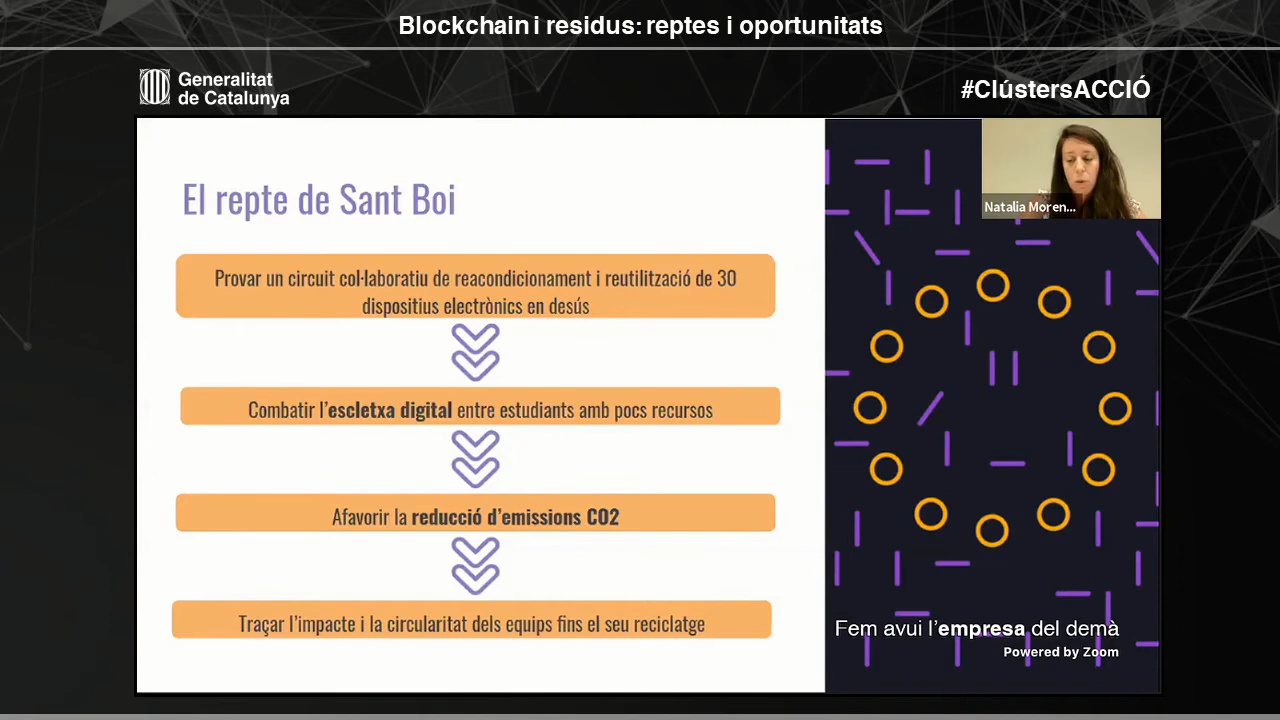 Blockchain i residus: reptes i oportunitats
Generalitat
de Catalunya
#ClústersACCIÓ
El repte de Sant Boi
Natalia Moren...
Provar un circuit col·laboratiu de reacondicionament i reutilització de 30
dispositius electrònics en desús
Combatir l'escletxa digital entre estudiants amb pocs recursos
Afavorir la reducció d'emissions CO2
Traçar l'impacte i la circularitat dels equips fins el seu reciclatge
Fem avui l'empresa del demà
Powered by Zoom